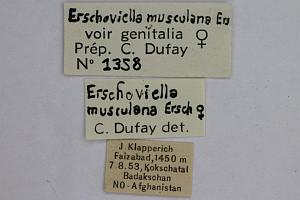 Erschoviella musculana Er
voir genitalia ♀
Prép. C. Dufay
N° 1358
Erschoviella
musculana Ersch ♀
C. Dufay det.
J Klapperich
Faizabad, 1450 m
7 8.53, Kokschatal
Badakschan
NO-Afghanistan